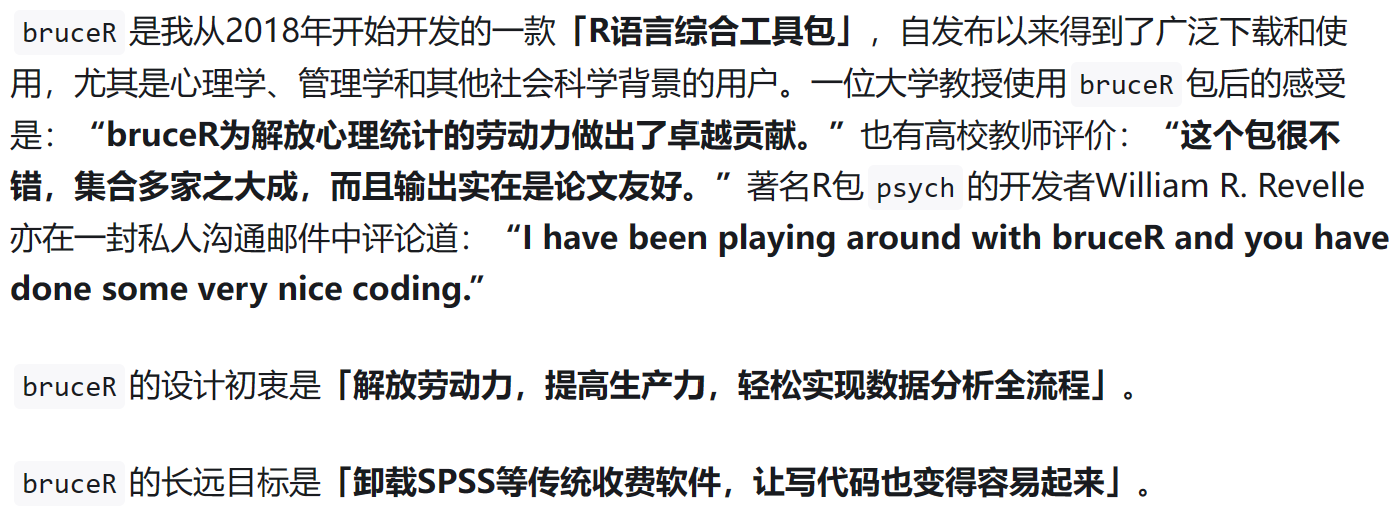 bruceR 是我从2018年开始开发的一款「R语言综合工具包」，自发布以来得到了广泛下载和使
用，尤其是心理学、管理学和其他社会科学背景的用户。一位大学教授使用 bruceR 包后的感受
是：“bruceR为解放心理统计的劳动力做出了卓越贡献。”也有高校教师评价：“这个包很不
错，集合多家之大成，而且输出实在是论文友好。”著名R包 psych 的开发者William R. Revelle
亦在一封私人沟通邮件中评论道：“I have been playing around with bruceR and you have
done some very nice coding.”
bruceR 的设计初衷是「解放劳动力，提高生产力，轻松实现数据分析全流程」。
bruceR 的长远目标是「卸载SPSS等传统收费软件，让写代码也变得容易起来」。